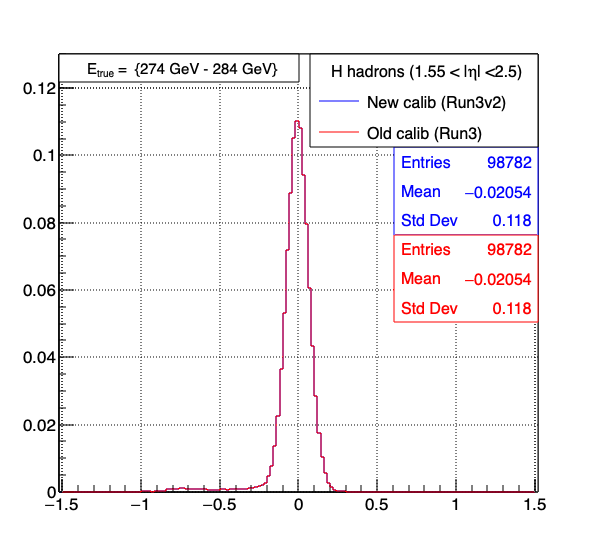 E_true = {274 GeV - 284 GeV}
H hadrons (1.55 < |η| <2.5)
New calib (Run3v2)
Old calib (Run3)
Entries 98782
Mean −0.02054
Std Dev 0.118
Entries 98782
Mean −0.02054
Std Dev 0.118
0.12
0.1
0.08
0.06
0.04
0.02
0
−1.5 −1 −0.5 0 0.5 1 1.5